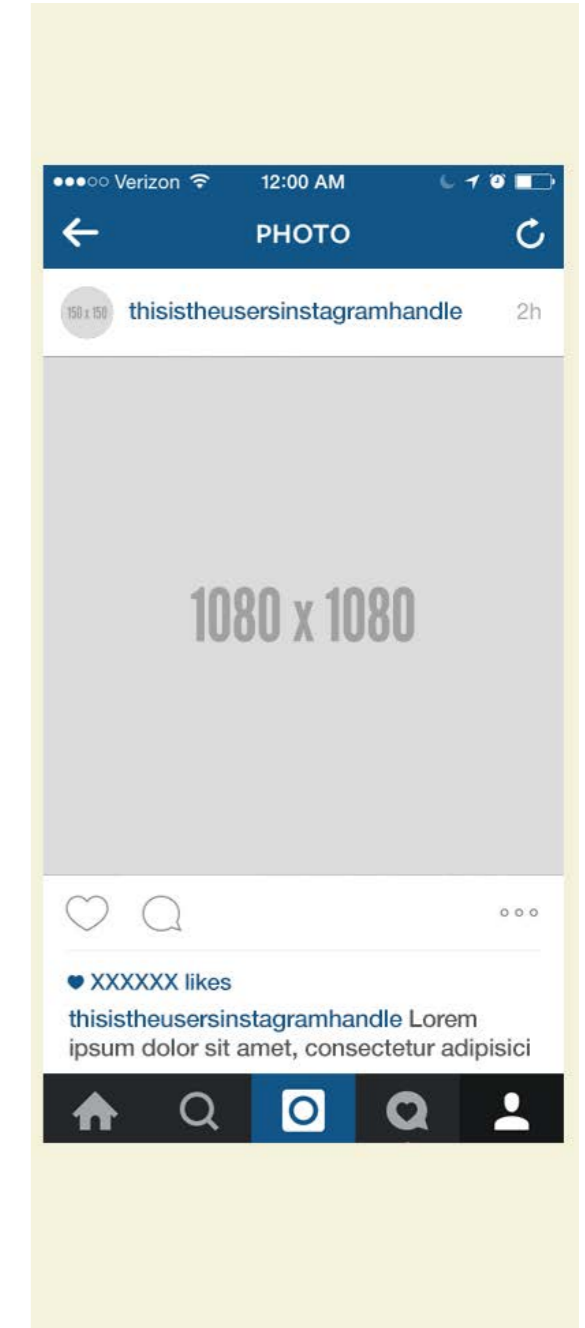 Verizon 12:00 AM
PHOTO
150 x 150 thisistheusersinstagramhandle 2h
1080 x 1080
XXXXXX likes
thisistheusersinstagramhandle Lorem
ipsum dolor sit amet, consectetur adipisici